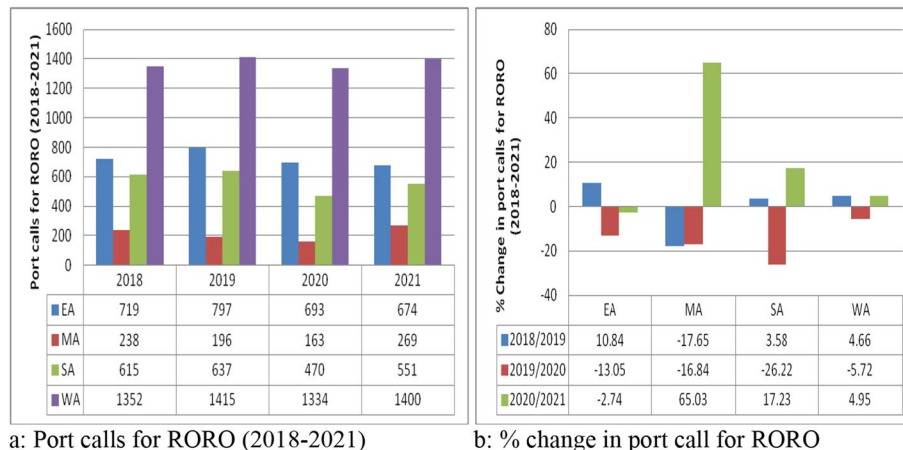 Port calls for RORO (2018-2021)
1600
1400
1200
1000
800
600
400
200
0
2018 2019 2020 2021
EA 719 797 693 674
MA 238 196 163 269
SA 615 637 470 551
WA 1352 1415 1334 1400
a: Port calls for RORO (2018-2021)
% Change in port calls for RORO
(2018-2021)
80
60
40
20
0
-20
-40
EA MA SA WA
2018/2019 10.84 -17.65 3.58 4.66
2019/2020 -13.05 -16.84 -26.22 -5.72
2020/2021 -2.74 65.03 17.23 4.95
b: % change in port call for RORO